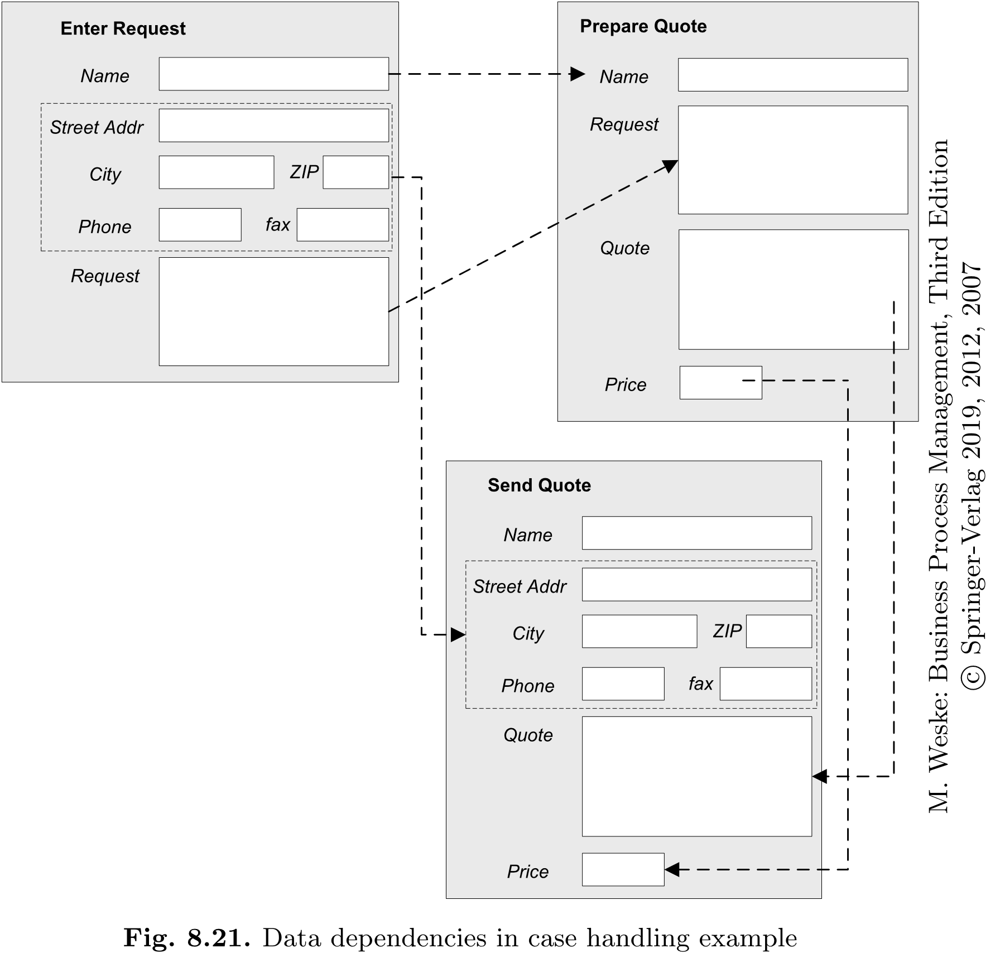 Enter Request
Name
Street Addr
City ZIP
Phone fax
Request
Prepare Quote
Name
Request
Quote
Price
Send Quote
Name
Street Addr
City ZIP
Phone fax
Quote
Price
M. Weske: Business Process Management, Third Edition
© Springer-Verlag 2019, 2012, 2007
Fig. 8.21. Data dependencies in case handling example